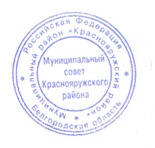 Российская Федерация
Муниципальный район «Краснояружский район»
Белгородская область
Муниципальный
совет
Краснояружского
района